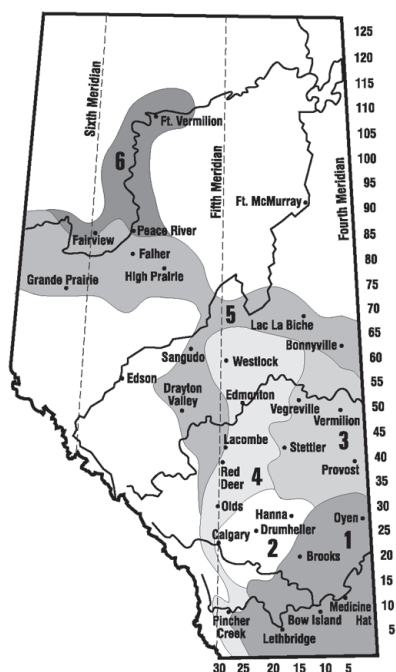 125
120
115
110
Sixth Meridian
Ft. Vermilion
105
6
Fifth Meridian
100
95
Ft. McMurray
90
Fourth Meridian
85
Fairview
Peace River
Falher
80
Grande Prairie
High Prairie
75
70
5
Lac La Biche
65
Bonnyville
Sangudo
Westlock
60
Edson
55
Drayton
Valley
Edmonton
Vegreville
50
Vermilion
45
Lacombe
Stettler
3
40
Red
Deer
4
Provost
35
Olds
30
Hanna
Oyen
Calgary
Drumheller
1
25
2
Brooks
20
15
Medicine
Hat
10
Pincher
Creek
Bow Island
5
Lethbridge
30 25 20 15 10 5